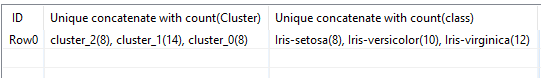 ID Unique concatenate with count(Cluster) Unique concatenate with count(class)
Row0 cluster_2(8), cluster_1(14), cluster_0(8) Iris-setosa(8), Iris-versicolor(10), Iris-virginica(12)